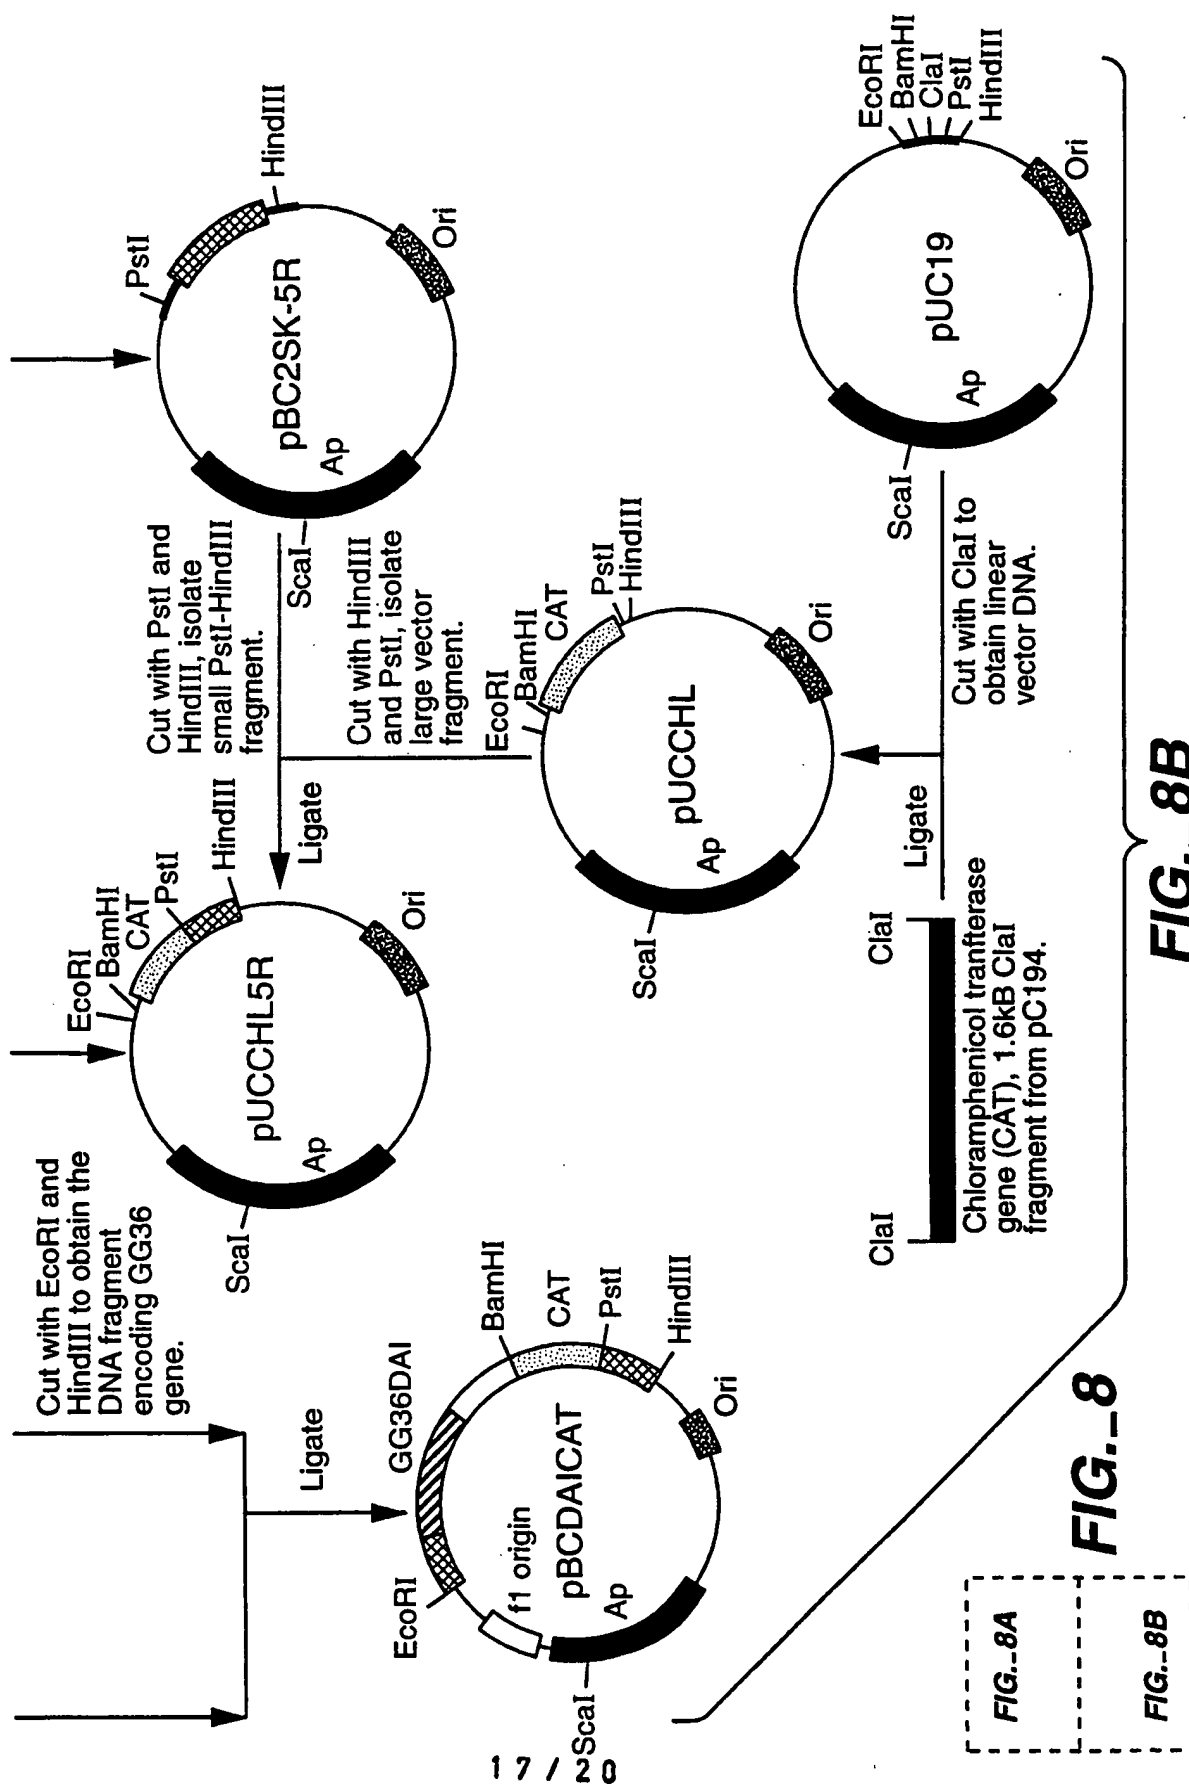 Cut with EcoRI and
HindIII to obtain the
DNA fragment
encoding GG36
gene.
Ligate
EcoRI
GG36DAI
BamHI
CAT
PstI
HindIII
f1 origin
pBCDAICAT
Ap
ScaI
Ori
EcoRI
BamHI
CAT
PstI
HindIII
pUCCHL5R
Ap
ScaI
Ori
Ligate
Cut with PstI and
HindIII, isolate
small PstI-HindIII
fragment.
Cut with HindIII
and PstI, isolate
large vector
fragment.
PstI
HindIII
pBC2SK-5R
Ap
ScaI
Ori
EcoRI
BamHI
CAT
PstI
HindIII
pUCCHL
Ap
ScaI
Ori
ClaI
ClaI
Chloramphenicol tranfterase
gene (CAT), 1.6kB ClaI
fragment from pC194.
Ligate
Cut with ClaI to
obtain linear
vector DNA.
EcoRI
BamHI
ClaI
PstI
HindIII
pUC19
Ap
ScaI
Ori
FIG._8A
FIG._8B
FIG._8
FIG._8B
17/20